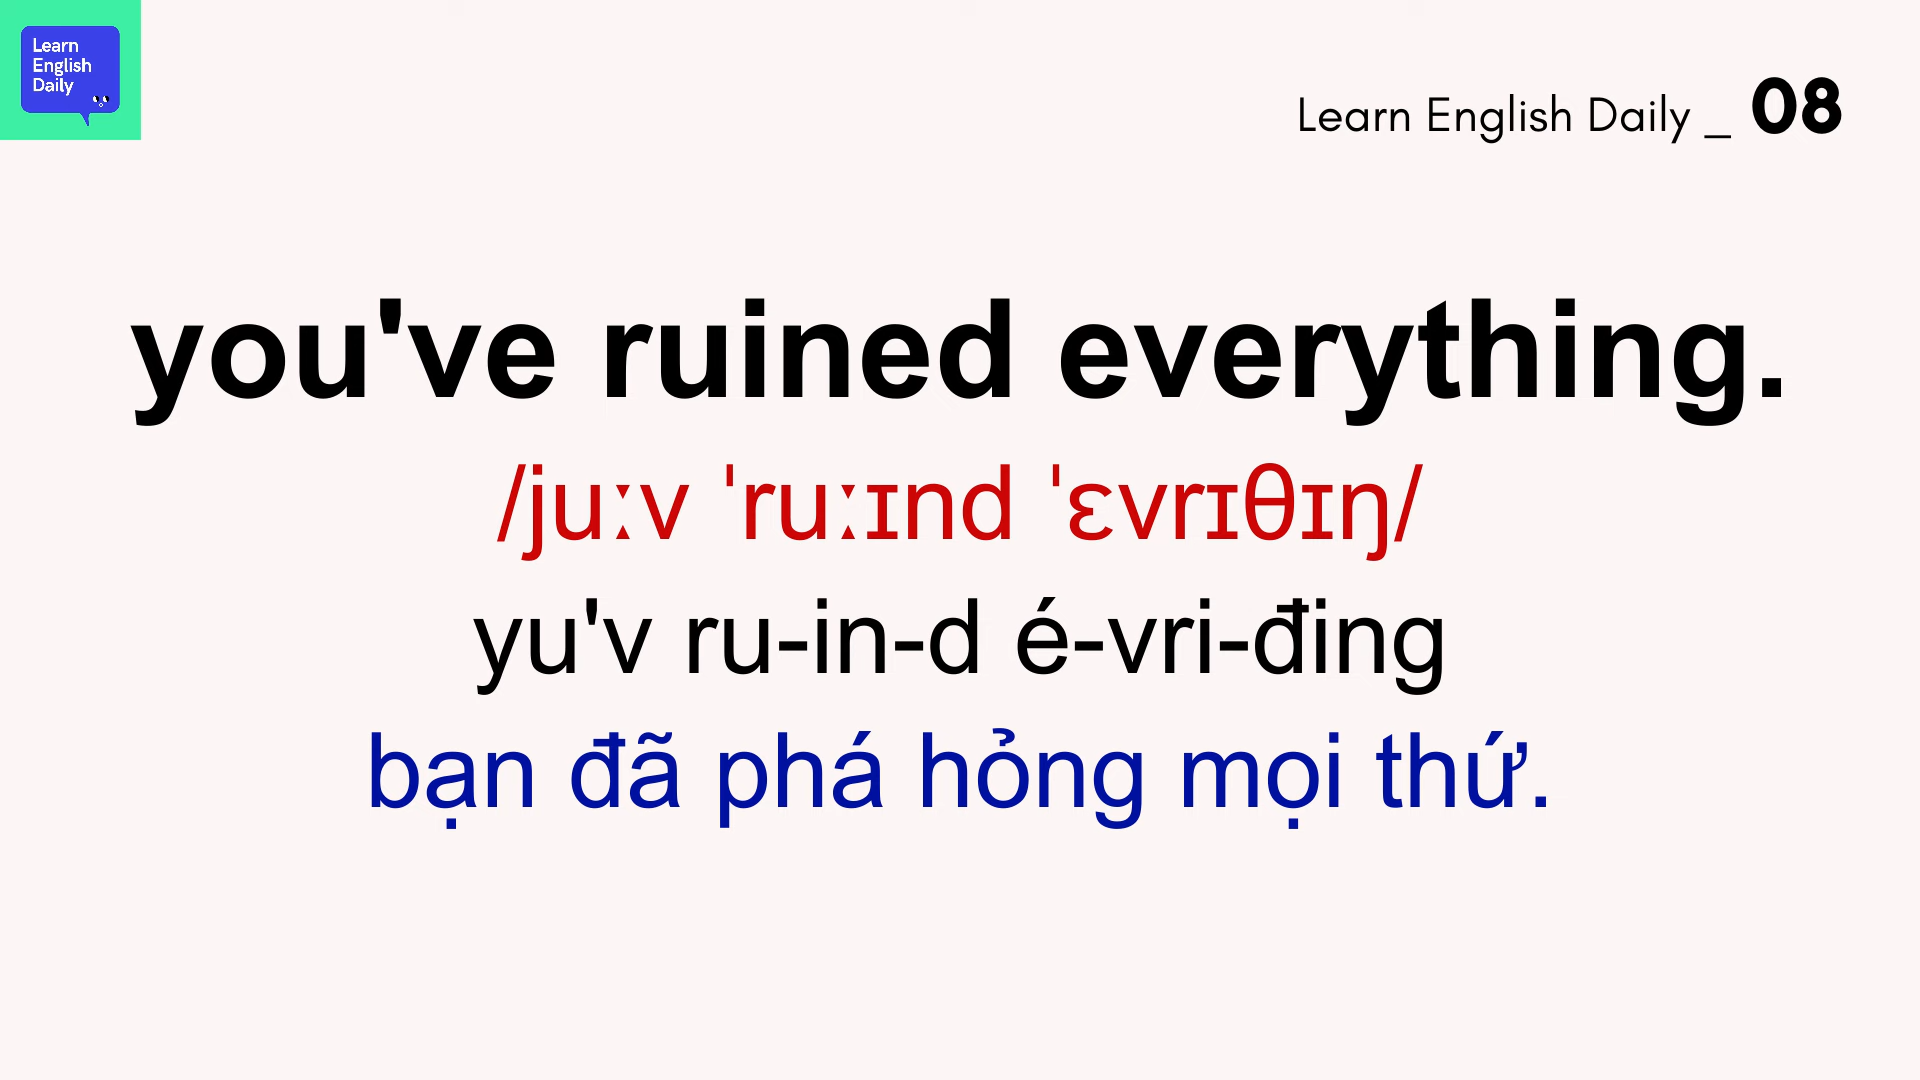 Learn
English
Daily
Learn English Daily _ 08
you've ruined everything.
/juːv ˈruːɪnd ˈɛvrɪθɪŋ/
yu'v ru-in-d é-vri-đing
bạn đã phá hỏng mọi thứ.